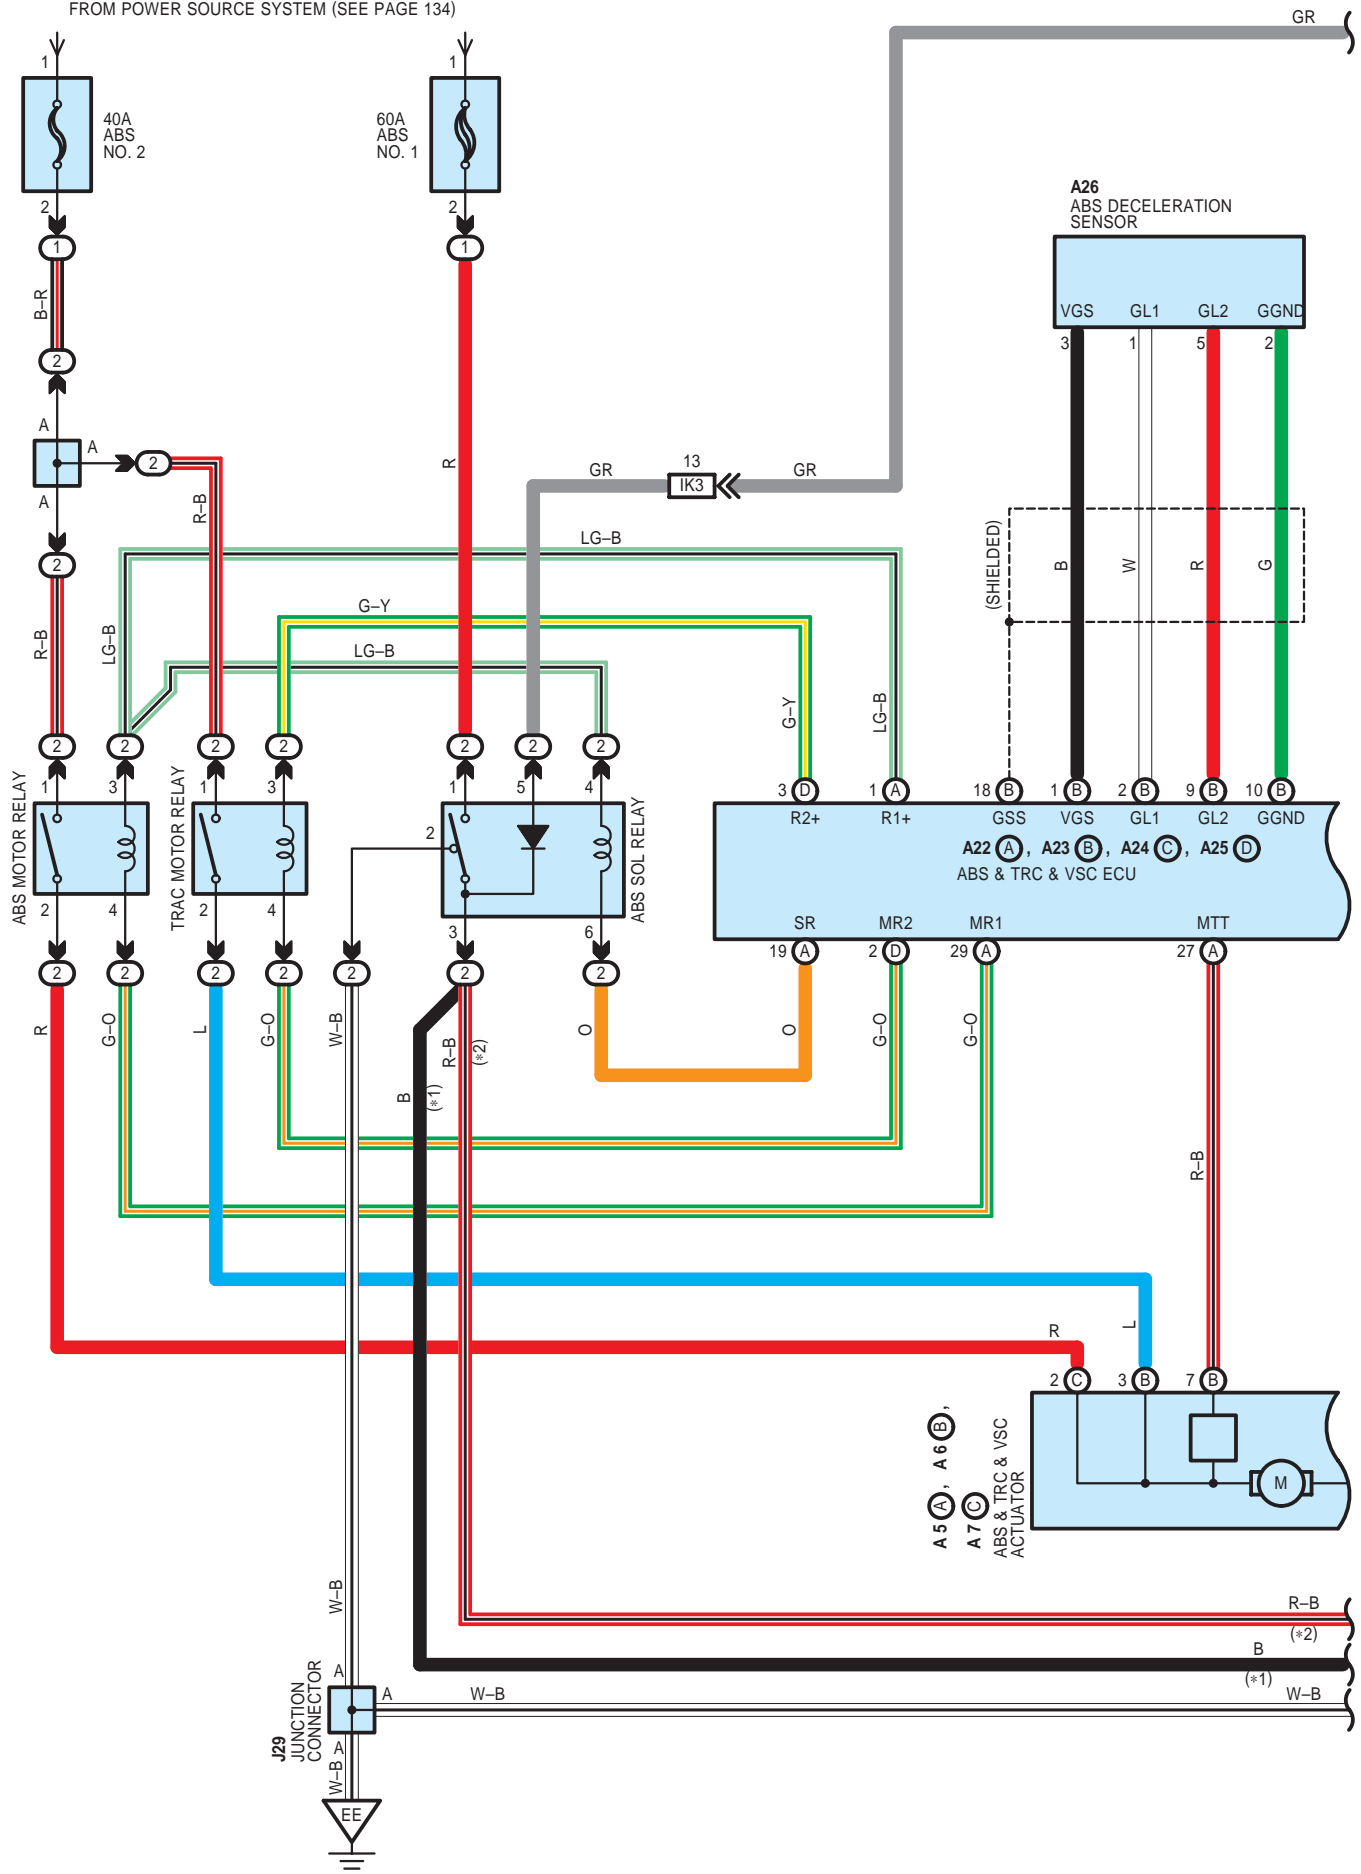 FROM POWER SOURCE SYSTEM (SEE PAGE 134)
GR
1
1
40A
ABS
NO. 2
60A
ABS
NO. 1
A26
ABS DECELERATION
SENSOR
2
2
1
1
B–R
VGS
GL1
GL2
GGND
3
1
5
2
2
A
A
2
A
R
R–B
GR
13
IK3
GR
(SHIELDED)
LG–B
B
W
R
G
2
R–B
LG–B
G–Y
LG–B
G–Y
LG–B
2
2
2
2
2
2
2
1
3
1
3
1
5
4
3
D
1
A
18
B
1
B
2
B
9
B
10
B
ABS MOTOR RELAY
TRAC MOTOR RELAY
2
ABS SOL RELAY
R2+
R1+
GSS
VGS
GL1
GL2
GGND
A22 A , A23 B , A24 C , A25 D
ABS & TRC & VSC ECU
2
4
2
4
3
6
SR
MR2
MR1
MTT
19
A
2
D
29
A
27
A
2
2
2
2
2
2
2
R
G–O
L
G–O
W–B
R–B
(*2)
B
(*1)
O
O
G–O
G–O
R–B
R
L
2
C
3
B
7
B
A 5 A , A 6 B ,
A 7 C
ABS & TRC & VSC
ACTUATOR
M
W–B
R–B
(*2)
B
(*1)
A
A
W–B
W–B
J29
JUNCTION
CONNECTOR
A
W–B
EE